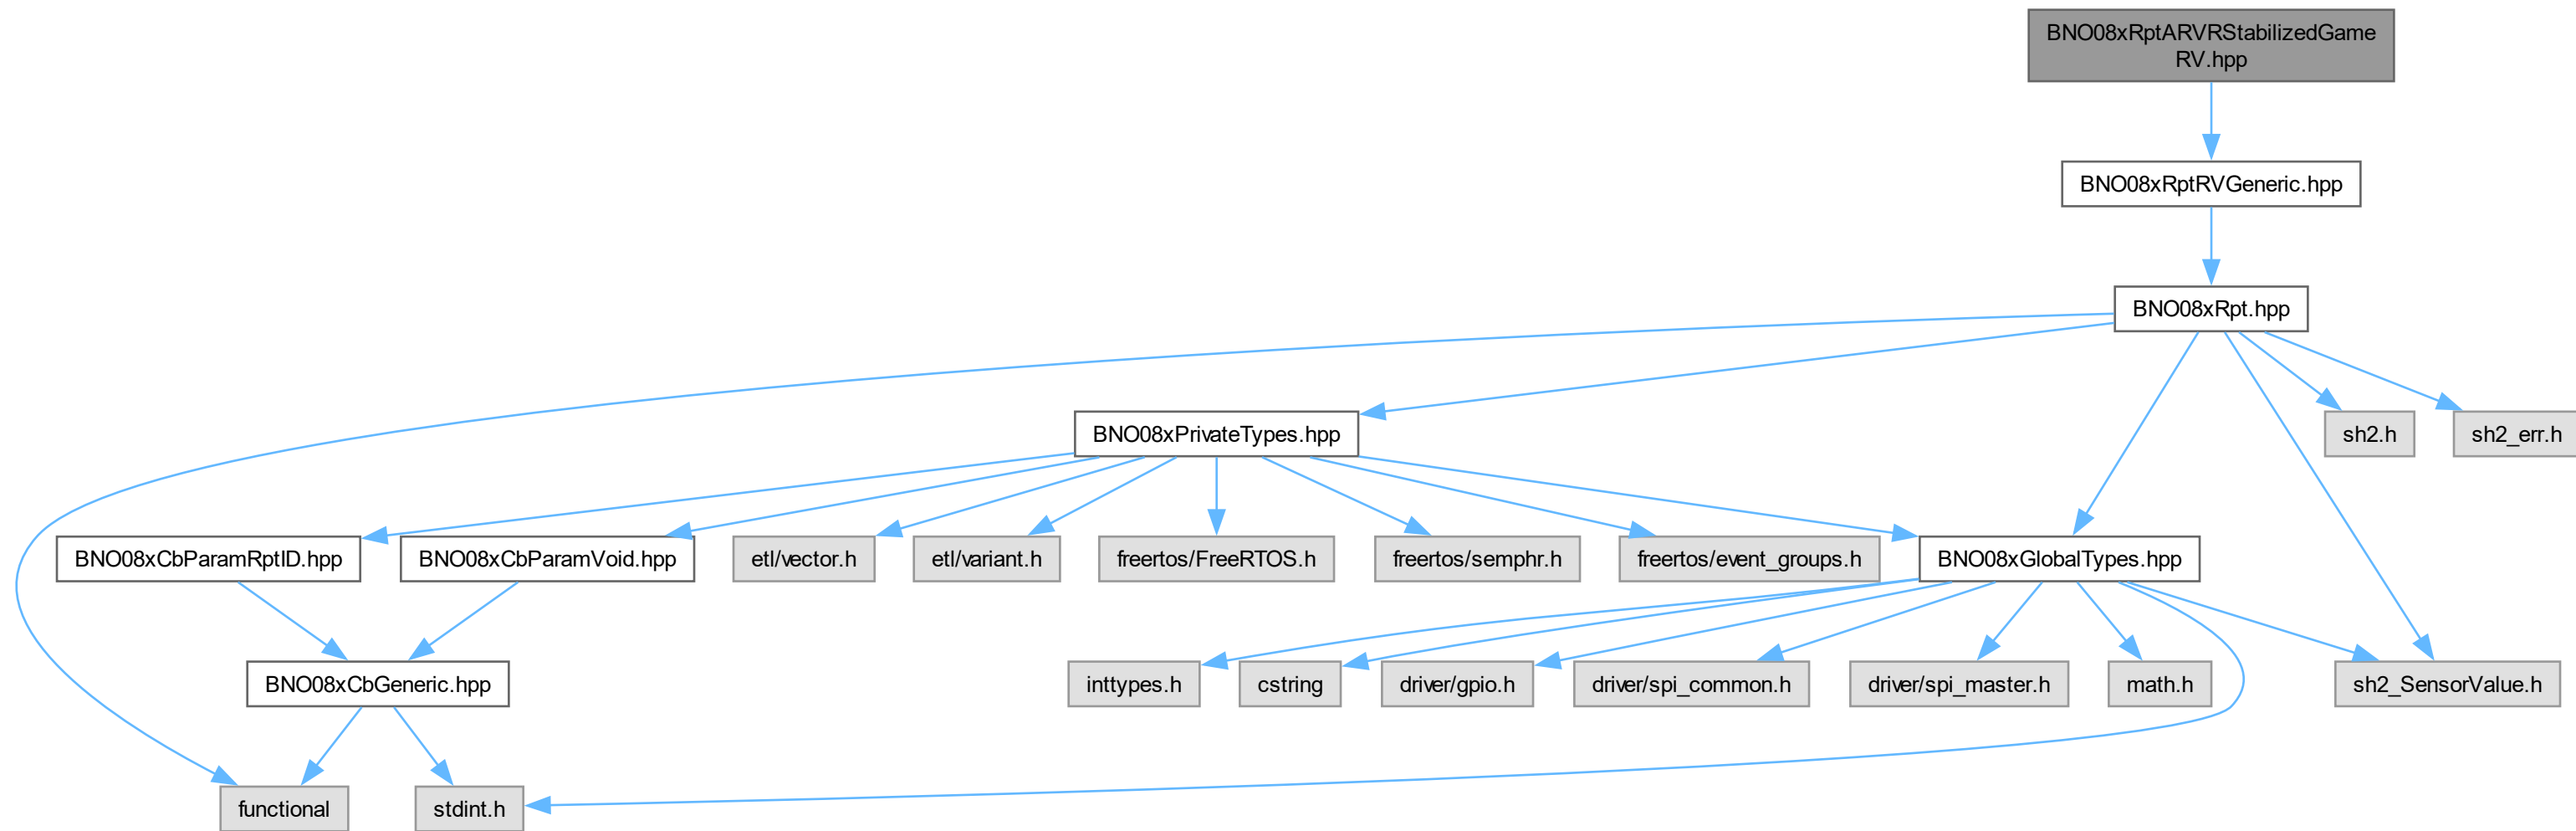 BNO08xRptARVRStabilizedGame
RV.hpp
BNO08xRptRVGeneric.hpp
BNO08xRpt.hpp
BNO08xPrivateTypes.hpp
sh2.h
sh2_err.h
BNO08xCbParamRptID.hpp
BNO08xCbParamVoid.hpp
etl/vector.h
etl/variant.h
freertos/FreeRTOS.h
freertos/semphr.h
freertos/event_groups.h
BNO08xGlobalTypes.hpp
BNO08xCbGeneric.hpp
inttypes.h
cstring
driver/gpio.h
driver/spi_common.h
driver/spi_master.h
math.h
sh2_SensorValue.h
functional
stdint.h